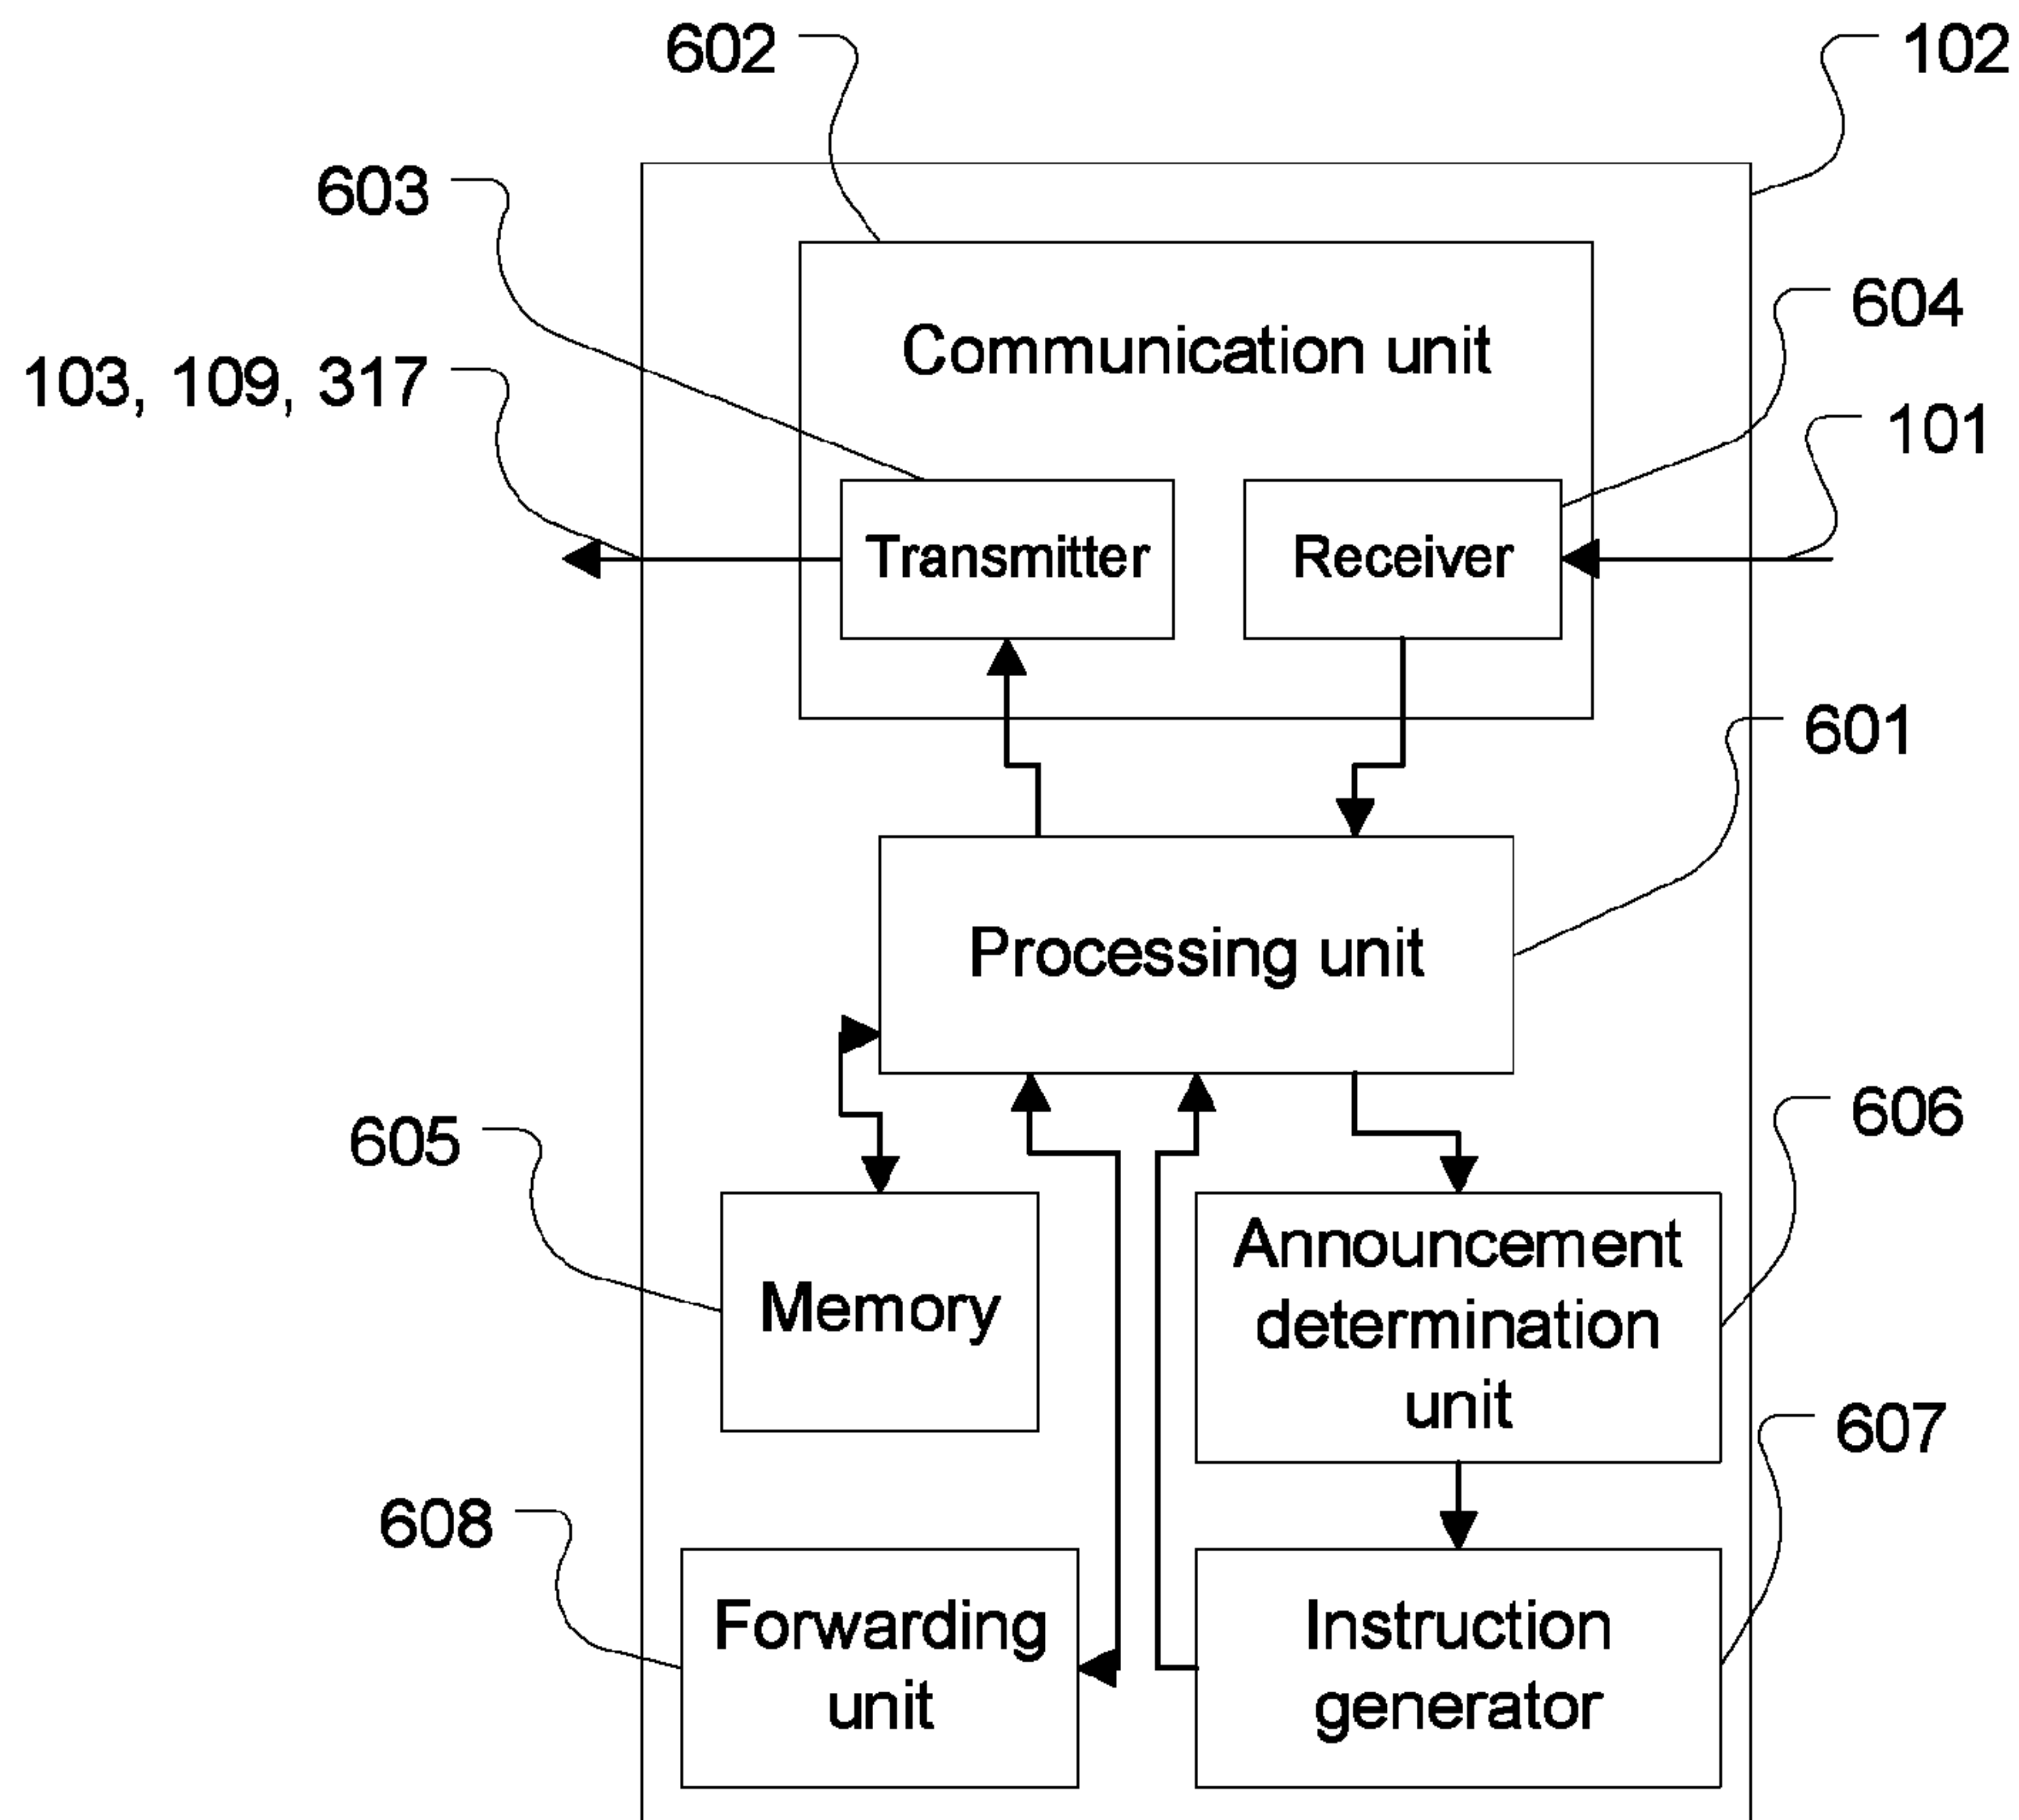 602
102
603
604
Communication unit
103, 109, 317
101
Transmitter
Receiver
601
Processing unit
605
606
Announcement
determination
unit
Memory
607
608
Forwarding
unit
Instruction
generator